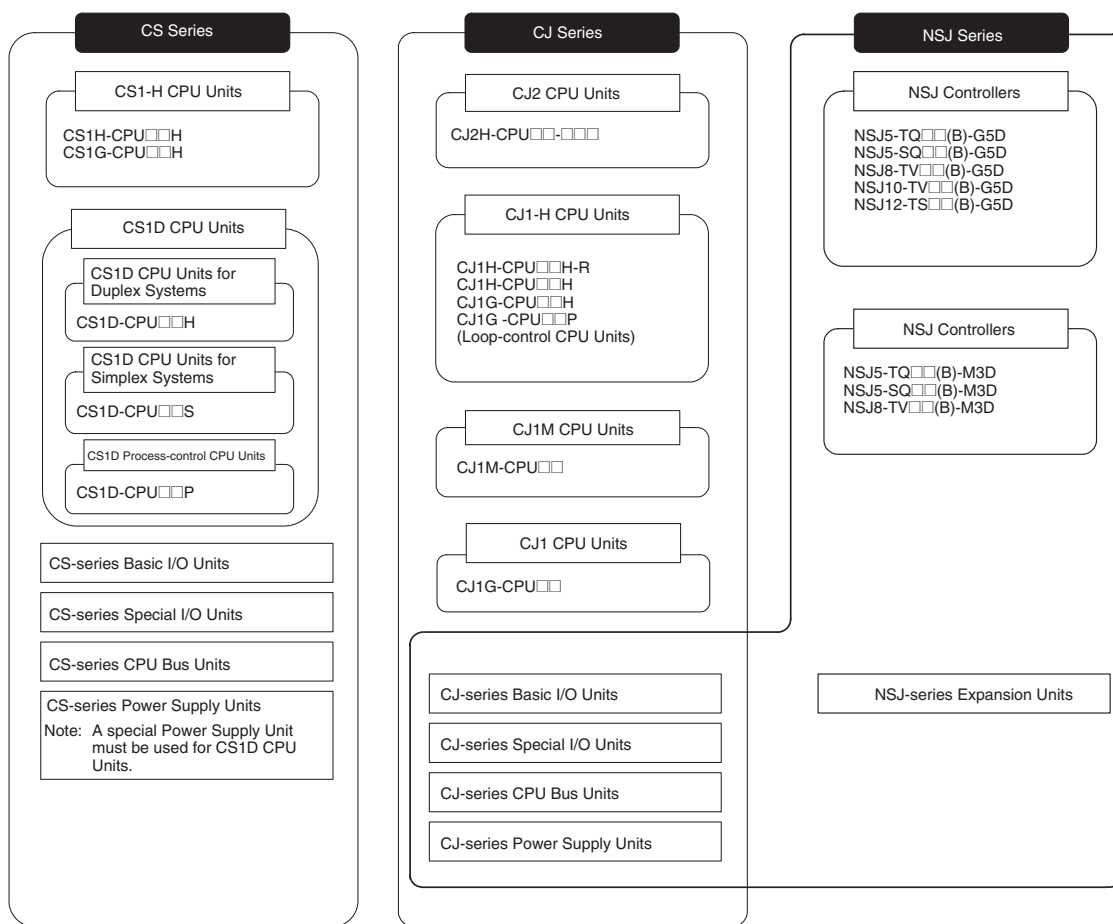 CS Series
CS1-H CPU Units
CS1H-CPU□□H
CS1G-CPU□□H
CS1D CPU Units
CS1D CPU Units for
Duplex Systems
CS1D-CPU□□H
CS1D CPU Units for
Simplex Systems
CS1D-CPU□□S
CS1D Process-control CPU Units
CS1D-CPU□□P
CS-series Basic I/O Units
CS-series Special I/O Units
CS-series CPU Bus Units
CS-series Power Supply Units
Note: A special Power Supply Unit
must be used for CS1D CPU
Units.
CJ Series
CJ2 CPU Units
CJ2H-CPU□□-□□□
CJ1-H CPU Units
CJ1H-CPU□□H-R
CJ1H-CPU□□H
CJ1G-CPU□□H
CJ1G -CPU□□P
(Loop-control CPU Units)
CJ1M CPU Units
CJ1M-CPU□□
CJ1 CPU Units
CJ1G-CPU□□
CJ-series Basic I/O Units
CJ-series Special I/O Units
CJ-series CPU Bus Units
CJ-series Power Supply Units
NSJ Series
NSJ Controllers
NSJ5-TQ□□(B)-G5D
NSJ5-SQ□□(B)-G5D
NSJ8-TV□□(B)-G5D
NSJ10-TV□□(B)-G5D
NSJ12-TS□□(B)-G5D
NSJ Controllers
NSJ5-TQ□□(B)-M3D
NSJ5-SQ□□(B)-M3D
NSJ8-TV□□(B)-M3D
NSJ-series Expansion Units